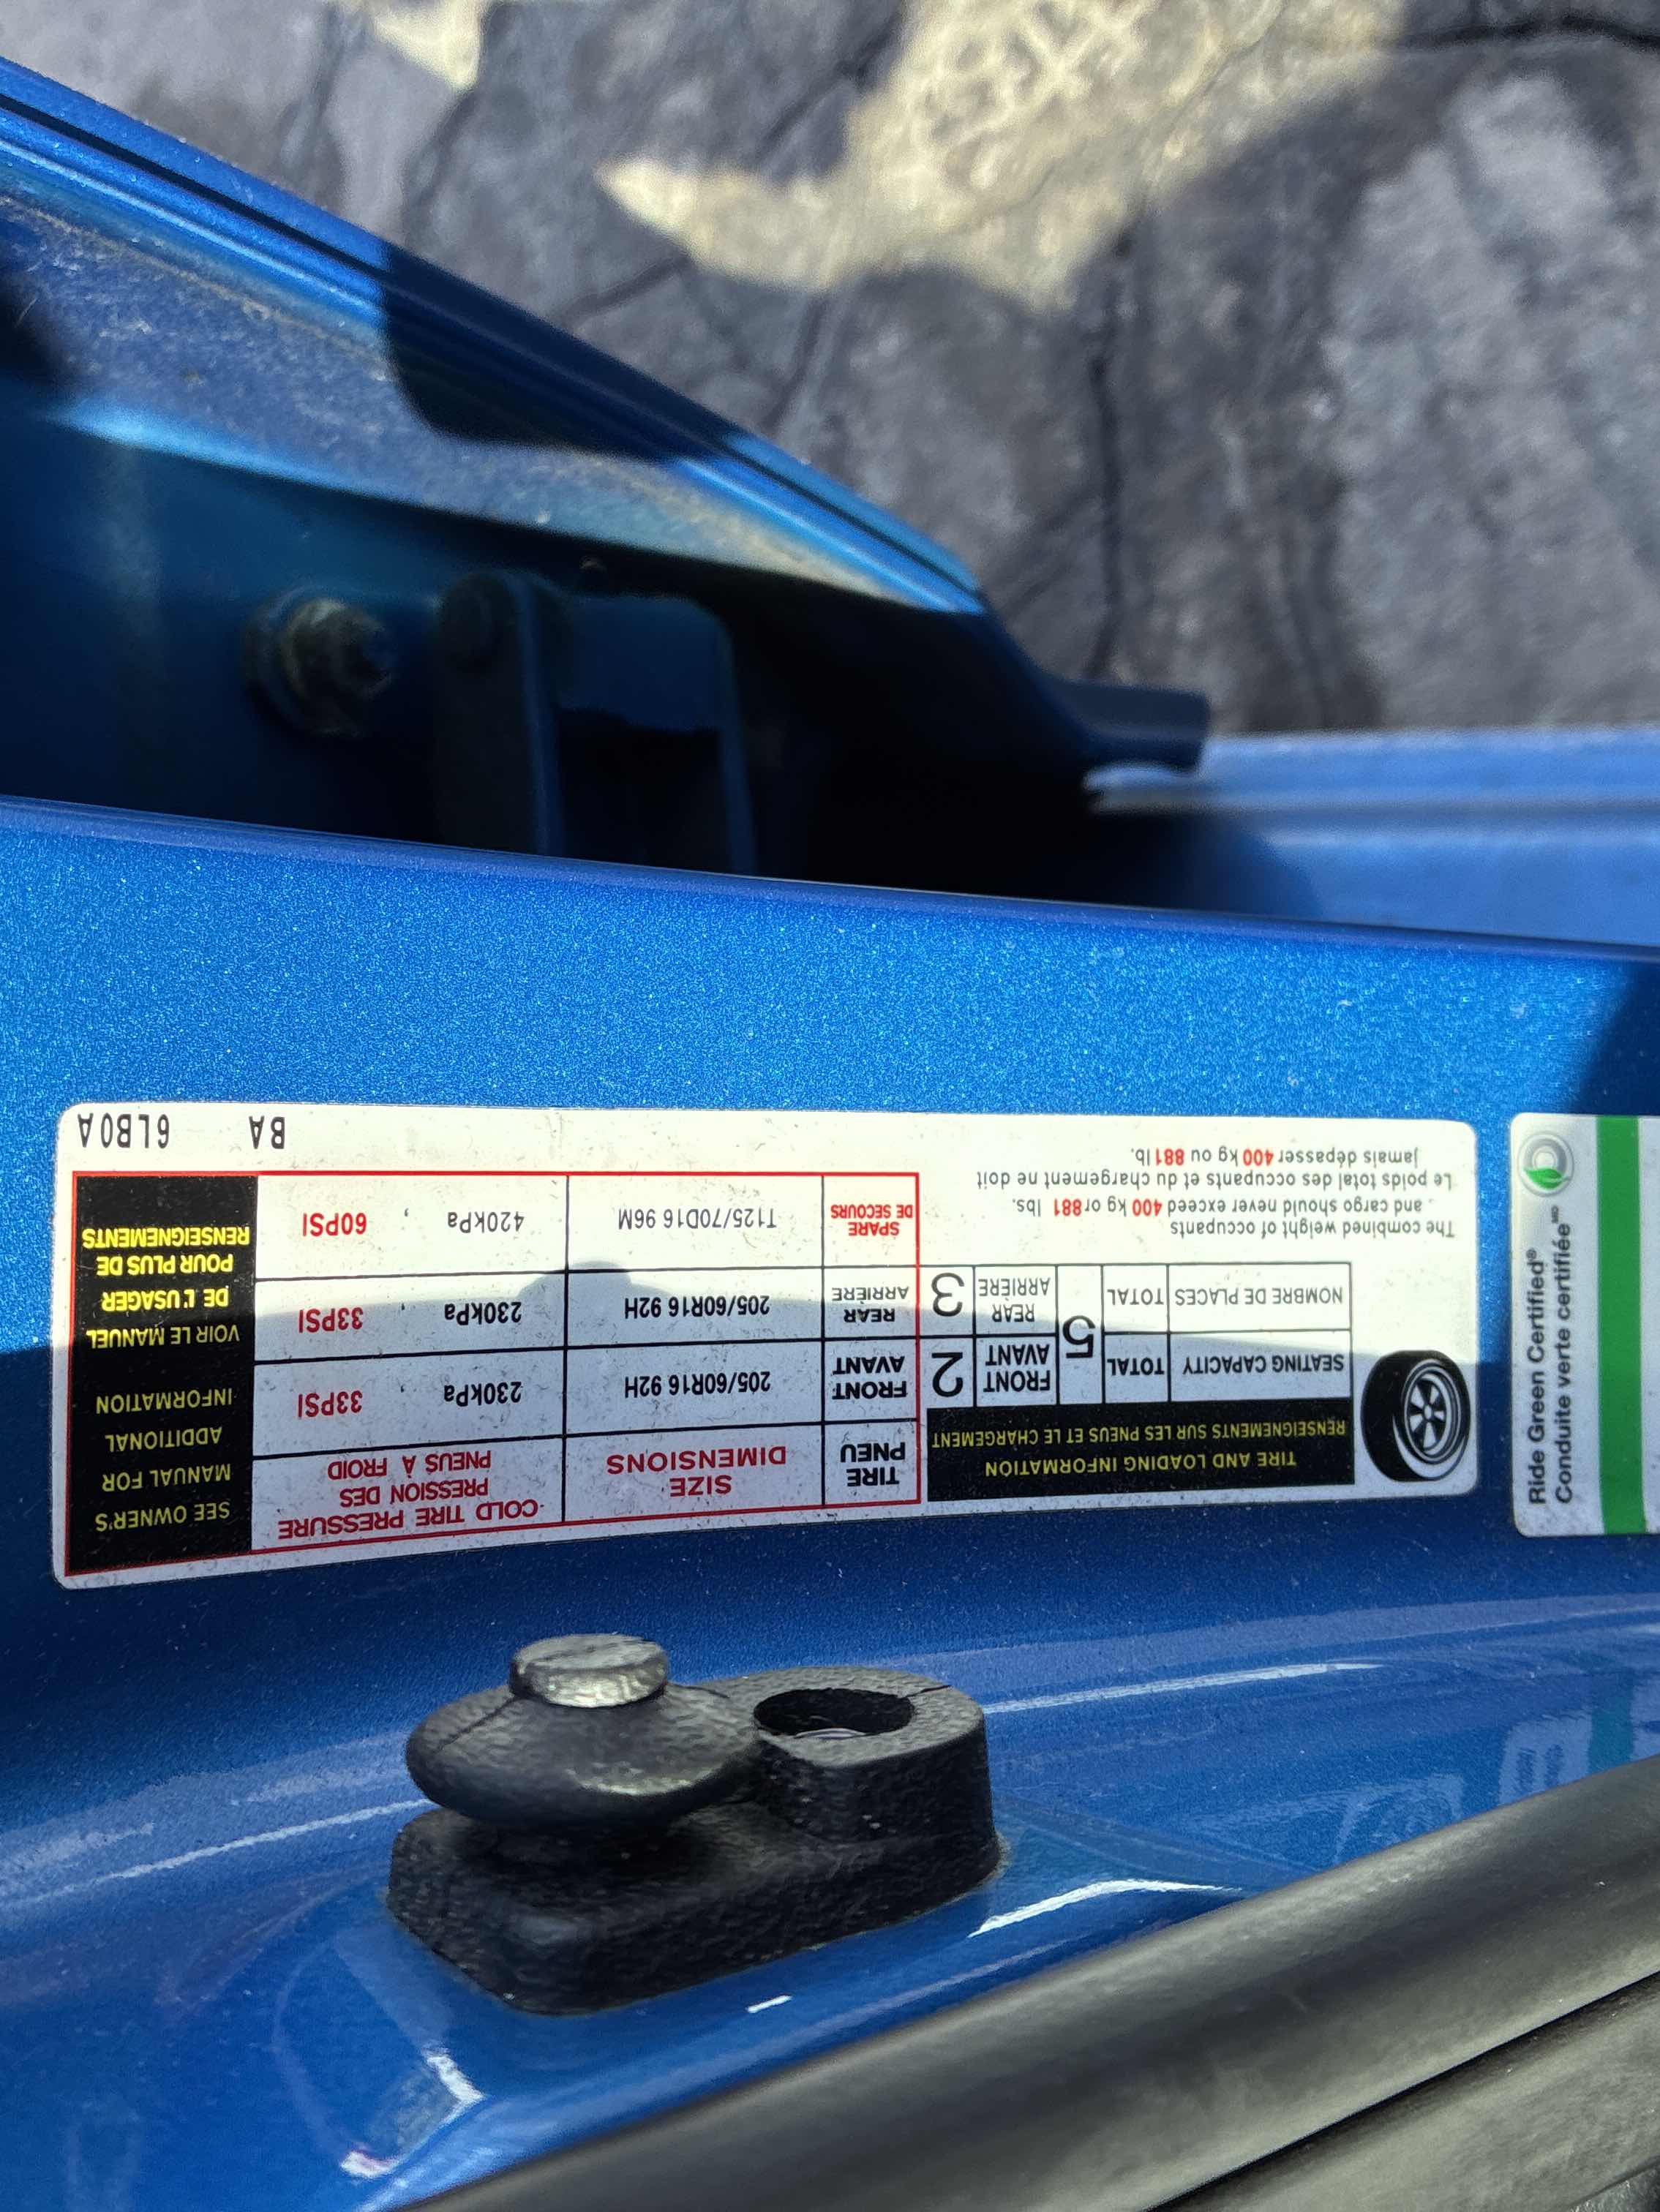 TIRE AND LOADING INFORMATION
RENSEIGNEMENTS SUR LES PNEUS ET LE CHARGEMENT
SEATING CAPACITY TOTAL 5 FRONT AVANT 2
NOMBRE DE PLACES TOTAL REAR ARRIÈRE 3
The combined weight of occupants
and cargo should never exceed 400 kg or 881 lbs.
Le poids total des occupants et du chargement ne doit
jamais dépasser 400 kg ou 881 lb.
TIRE PNEU SIZE DIMENSIONS COLD TIRE PRESSURE PRESSION DES PNEUS À FROID
FRONT AVANT 205/60R16 92H 230kPa , 33PSI
REAR ARRIÈRE 205/60R16 92H 230kPa , 33PSI
SPARE DE SECOURS T125/70D16 96M 420kPa , 60PSI
SEE OWNER'S
MANUAL FOR
ADDITIONAL
INFORMATION
VOIR LE MANUEL
DE L'USAGER
POUR PLUS DE
RENSEIGNEMENTS
BA 6LB0A
Ride Green Certified®
Conduite verte certifiée MD